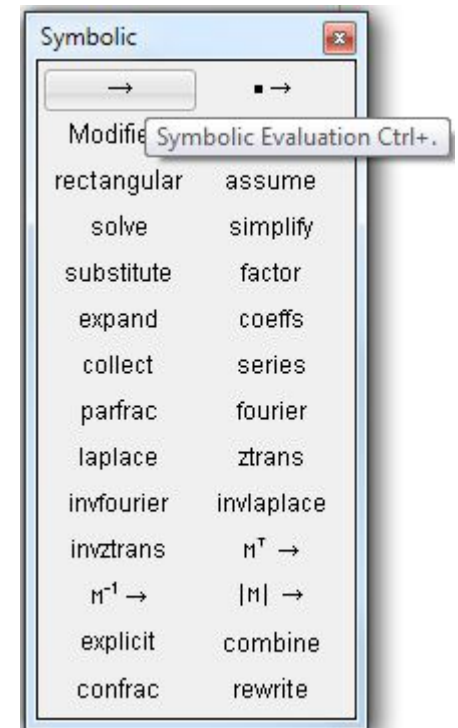 Symbolic
→ ▪ →
Modifie Symbolic Evaluation Ctrl+.
rectangular assume
solve simplify
substitute factor
expand coeffs
collect series
parfrac fourier
laplace ztrans
invfourier invlaplace
invztrans Mᵀ →
M⁻¹ → |M| →
explicit combine
confrac rewrite